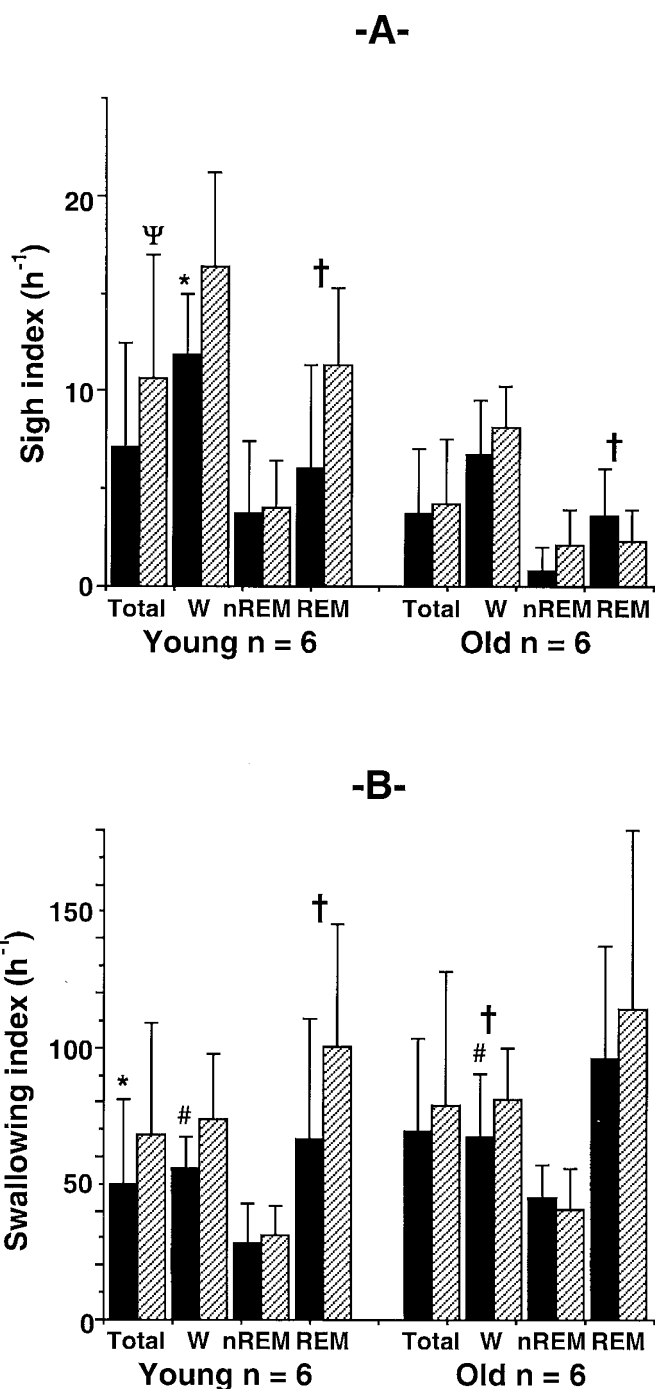 -A-
Sigh index (h⁻¹)
20
10
0
Ψ
*
†
†
Total W nREM REM Total W nREM REM
Young n = 6 Old n = 6
-B-
Swallowing index (h⁻¹)
150
100
50
0
*
#
†
#
†
Total W nREM REM Total W nREM REM
Young n = 6 Old n = 6